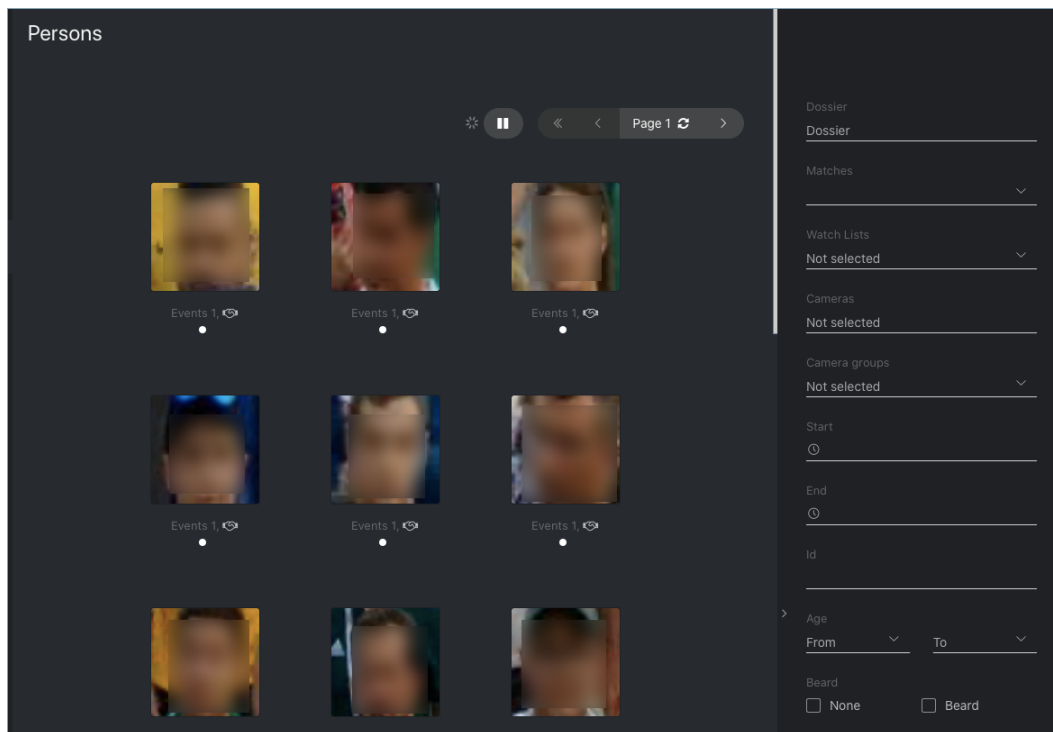 Persons
Page 1
Events 1,
Events 1,
Events 1,
Events 1,
Events 1,
Events 1,
Dossier
Dossier
Matches
Watch Lists
Not selected
Cameras
Not selected
Camera groups
Not selected
Start
End
Id
Age
From
To
Beard
None
Beard